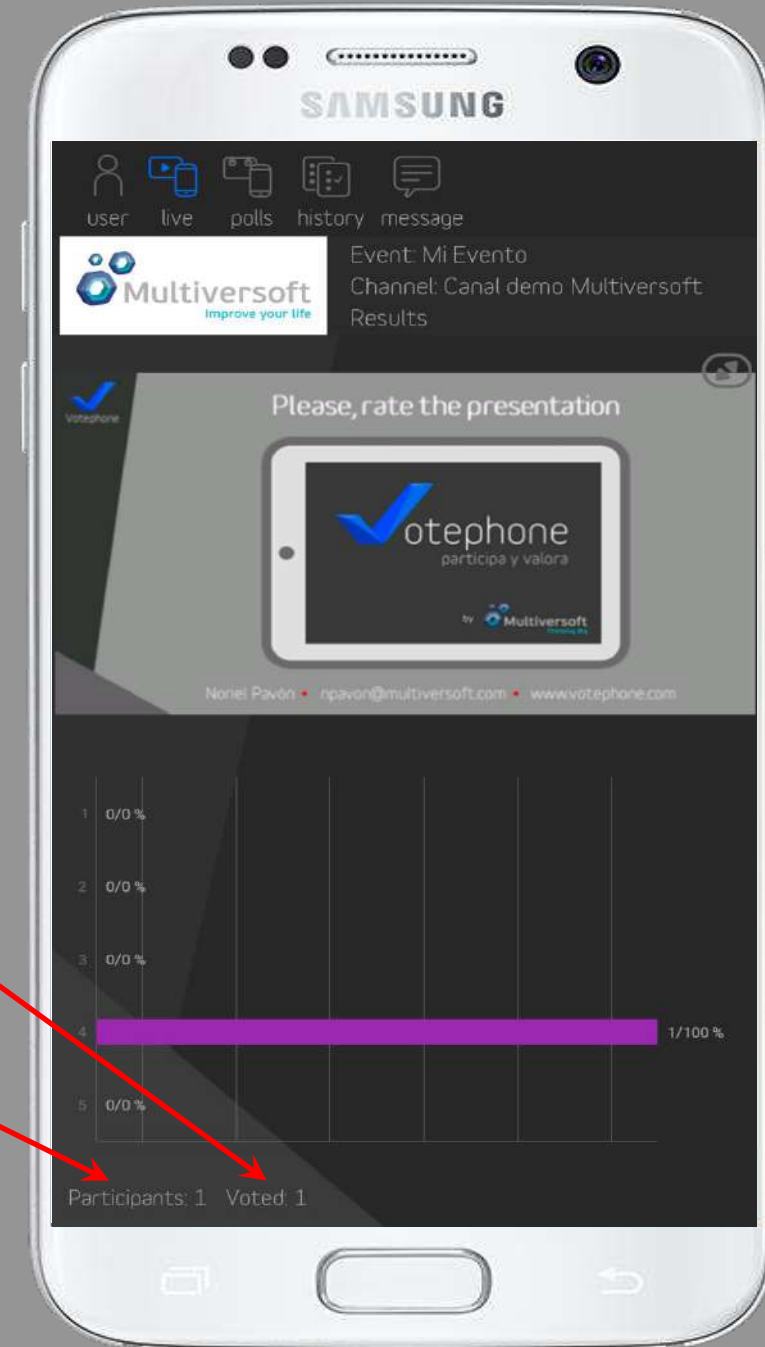 SAMSUNG
user live polls history message
Multiversoft
Improve your life
Event: Mi Evento
Channel: Canal demo Multiversoft
Results
Votephone
Please, rate the presentation
Votephone
participa y valora
by Multiversoft
Noriel Pavón • npavon@multiversoft.com • www.votephone.com
1 0/0 %
2 0/0 %
3 0/0 %
4 1/100 %
5 0/0 %
Participants: 1 Voted: 1